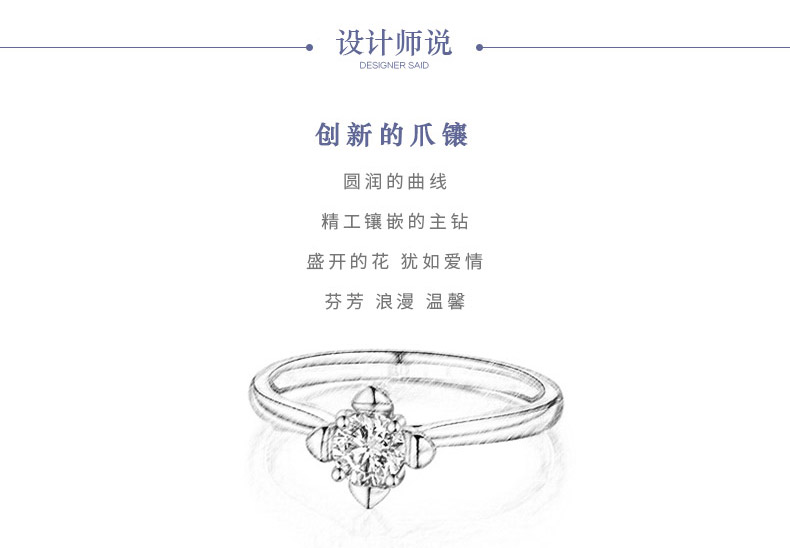 设计师说
DESIGNER SAID
创新的爪镶
圆润的曲线
精工镶嵌的主钻
盛开的花 犹如爱情
芬芳 浪漫 温馨